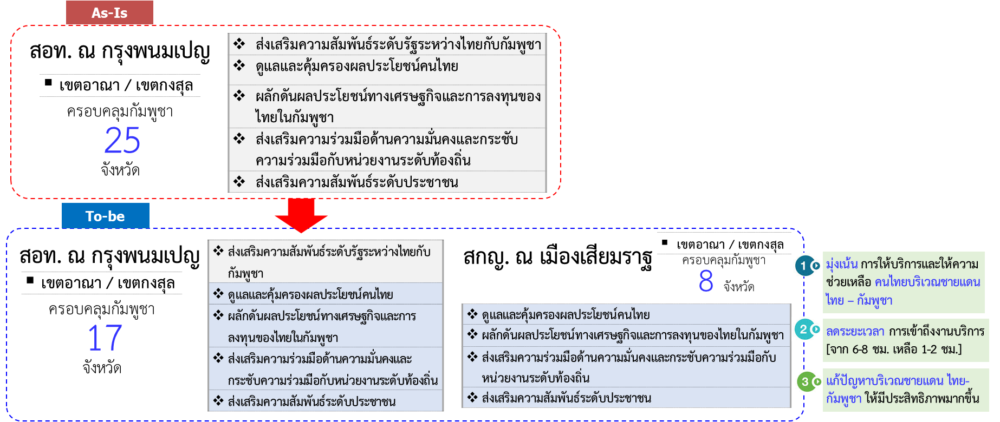 As-Is
สอท. ณ กรุงพนมเปญ
▪ เขตอาณา / เขตกงสุล
ครอบคลุมกัมพูชา
25
จังหวัด
❖ ส่งเสริมความสัมพันธ์ระดับรัฐระหว่างไทยกับกัมพูชา
❖ ดูแลและคุ้มครองผลประโยชน์คนไทย
❖ ผลักดันผลประโยชน์ทางเศรษฐกิจและการลงทุนของ
ไทยในกัมพูชา
❖ ส่งเสริมความร่วมมือด้านความมั่นคงและกระชับ
ความร่วมมือกับหน่วยงานระดับท้องถิ่น
❖ ส่งเสริมความสัมพันธ์ระดับประชาชน
To-be
สอท. ณ กรุงพนมเปญ
▪ เขตอาณา / เขตกงสุล
ครอบคลุมกัมพูชา
17
จังหวัด
❖ ส่งเสริมความสัมพันธ์ระดับรัฐระหว่างไทยกับ
กัมพูชา
❖ ดูแลและคุ้มครองผลประโยชน์คนไทย
❖ ผลักดันผลประโยชน์ทางเศรษฐกิจและการ
ลงทุนของไทยในกัมพูชา
❖ ส่งเสริมความร่วมมือด้านความมั่นคงและ
กระชับความร่วมมือกับหน่วยงานระดับท้องถิ่น
❖ ส่งเสริมความสัมพันธ์ระดับประชาชน
สกญ. ณ เมืองเสียมราฐ
▪ เขตอาณา / เขตกงสุล
ครอบคลุมกัมพูชา
8 จังหวัด
❖ ดูแลและคุ้มครองผลประโยชน์คนไทย
❖ ผลักดันผลประโยชน์ทางเศรษฐกิจและการลงทุนของไทยในกัมพูชา
❖ ส่งเสริมความร่วมมือด้านความมั่นคงและกระชับความร่วมมือกับ
หน่วยงานระดับท้องถิ่น
❖ ส่งเสริมความสัมพันธ์ระดับประชาชน
1 มุ่งเน้น การให้บริการและให้ความ
ช่วยเหลือ คนไทยบริเวณชายแดน
ไทย – กัมพูชา
2 ลดระยะเวลา การเข้าถึงงานบริการ
[จาก 6-8 ชม. เหลือ 1-2 ชม.]
3 แก้ปัญหาบริเวณชายแดน ไทย-
กัมพูชา ให้มีประสิทธิภาพมากขึ้น